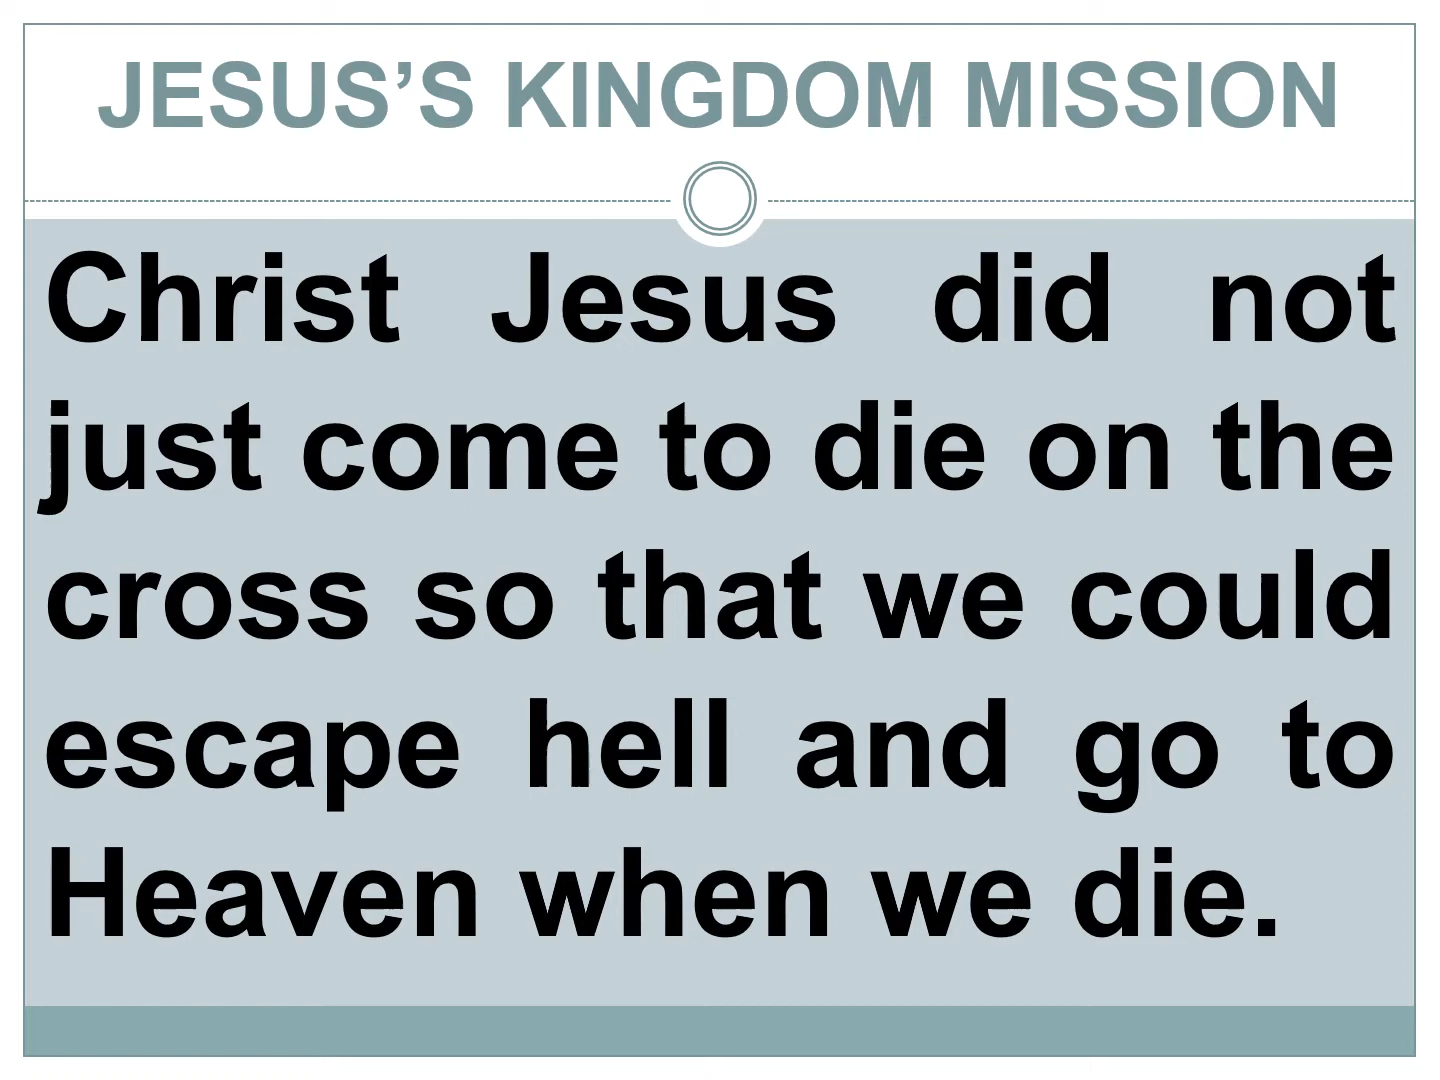 JESUS’S KINGDOM MISSION
Christ Jesus did not
just come to die on the
cross so that we could
escape hell and go to
Heaven when we die.